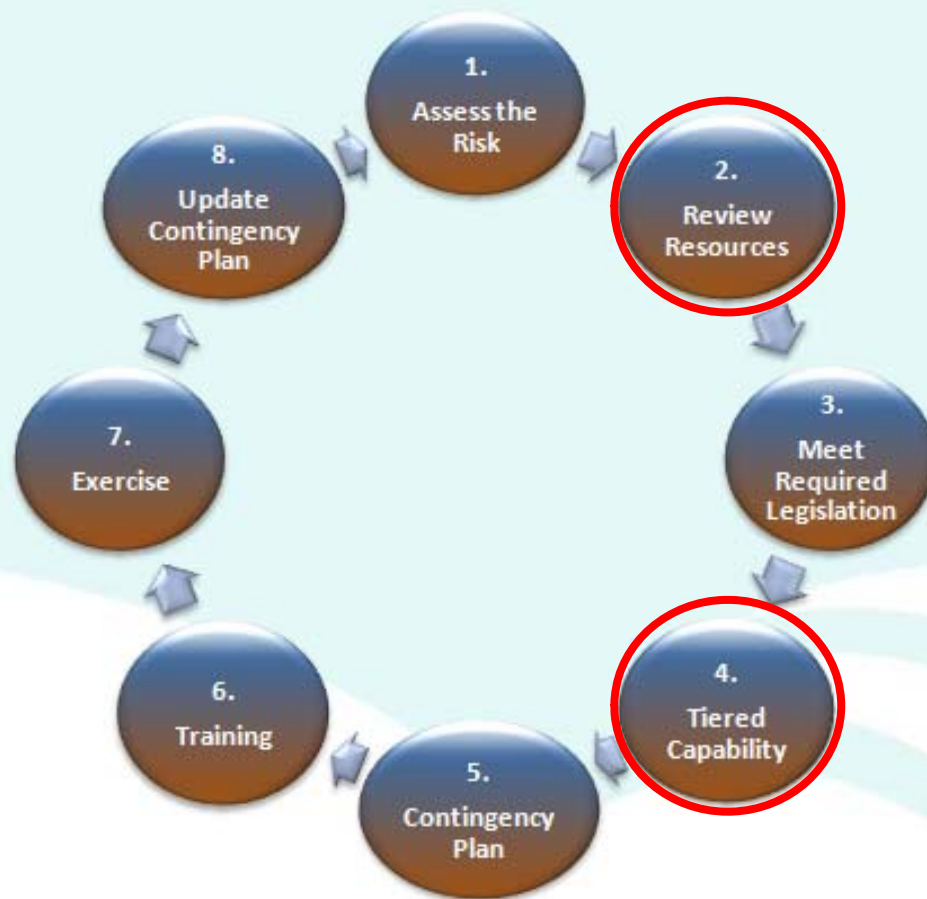 1.
Assess the
Risk
2.
Review
Resources
3.
Meet
Required
Legislation
4.
Tiered
Capability
5.
Contingency
Plan
6.
Training
7.
Exercise
8.
Update
Contingency
Plan